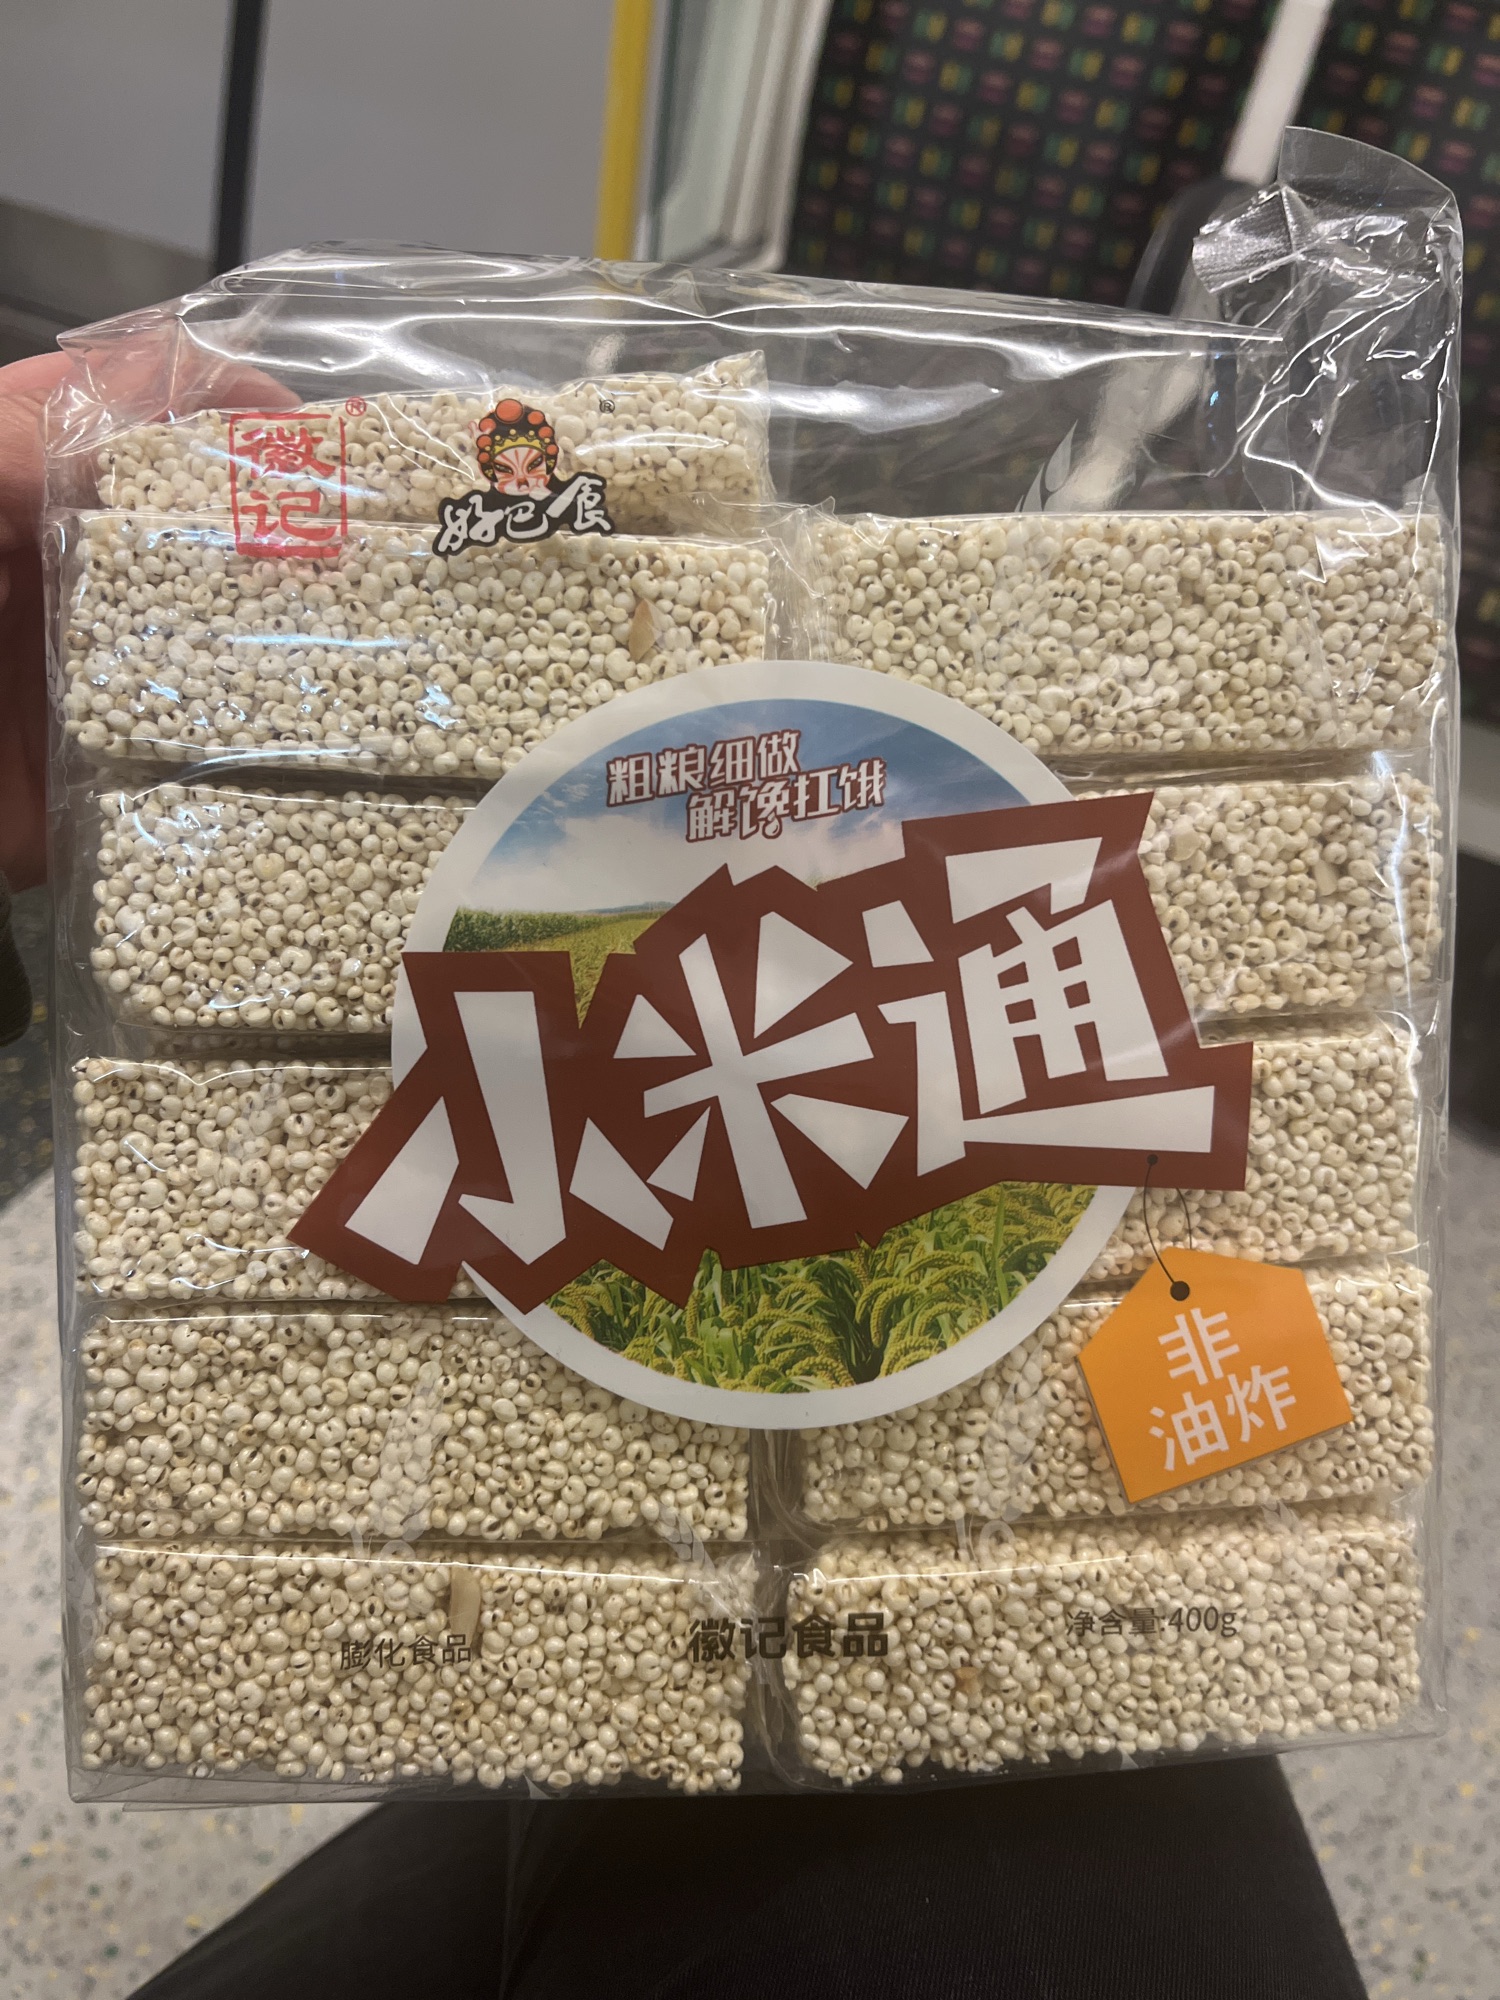 徽记®
好巴食®
粗粮细做
解馋扛饿
小米通
非油炸
膨化食品
徽记食品
净含量:400g